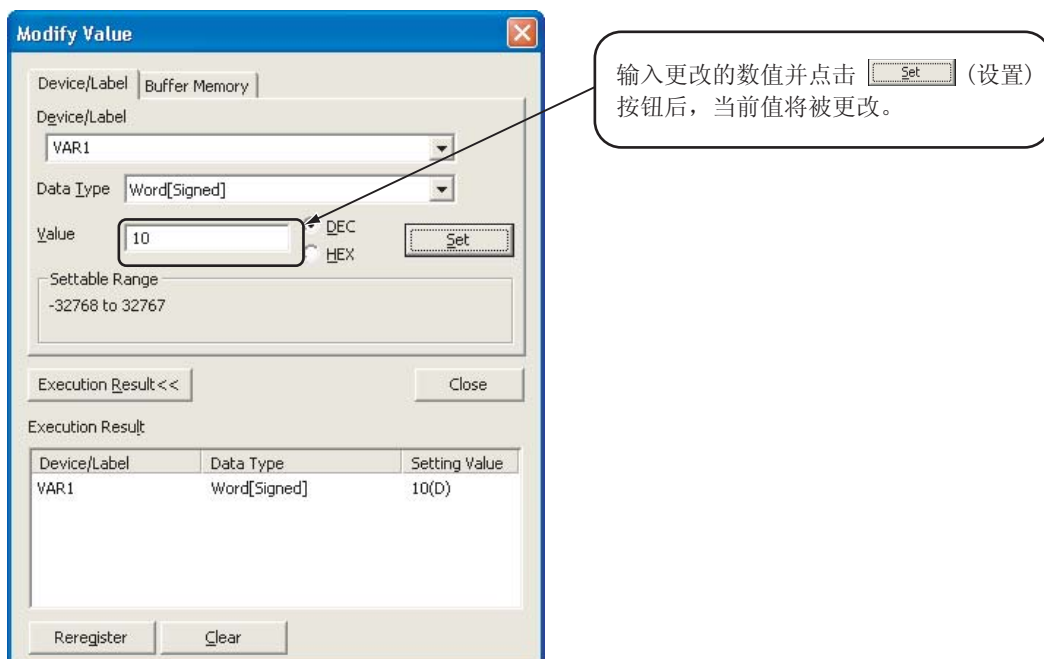 Modify Value
Device/Label Buffer Memory
Device/Label
VAR1
Data Type Word[Signed]
Value 10 DEC
HEX
Set
Settable Range
-32768 to 32767
Execution Result<< Close
Execution Result
Device/Label Data Type Setting Value
VAR1 Word[Signed] 10(D)
Reregister Clear
输入更改的数值并点击 Set (设置)
按钮后，当前值将被更改。